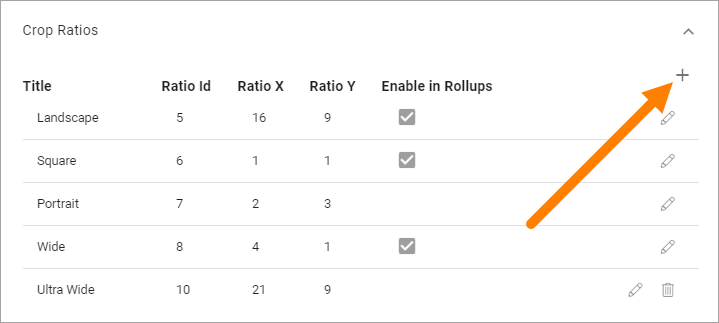 Crop Ratios
Title Ratio Id Ratio X Ratio Y Enable in Rollups
Landscape 5 16 9
Square 6 1 1
Portrait 7 2 3
Wide 8 4 1
Ultra Wide 10 21 9